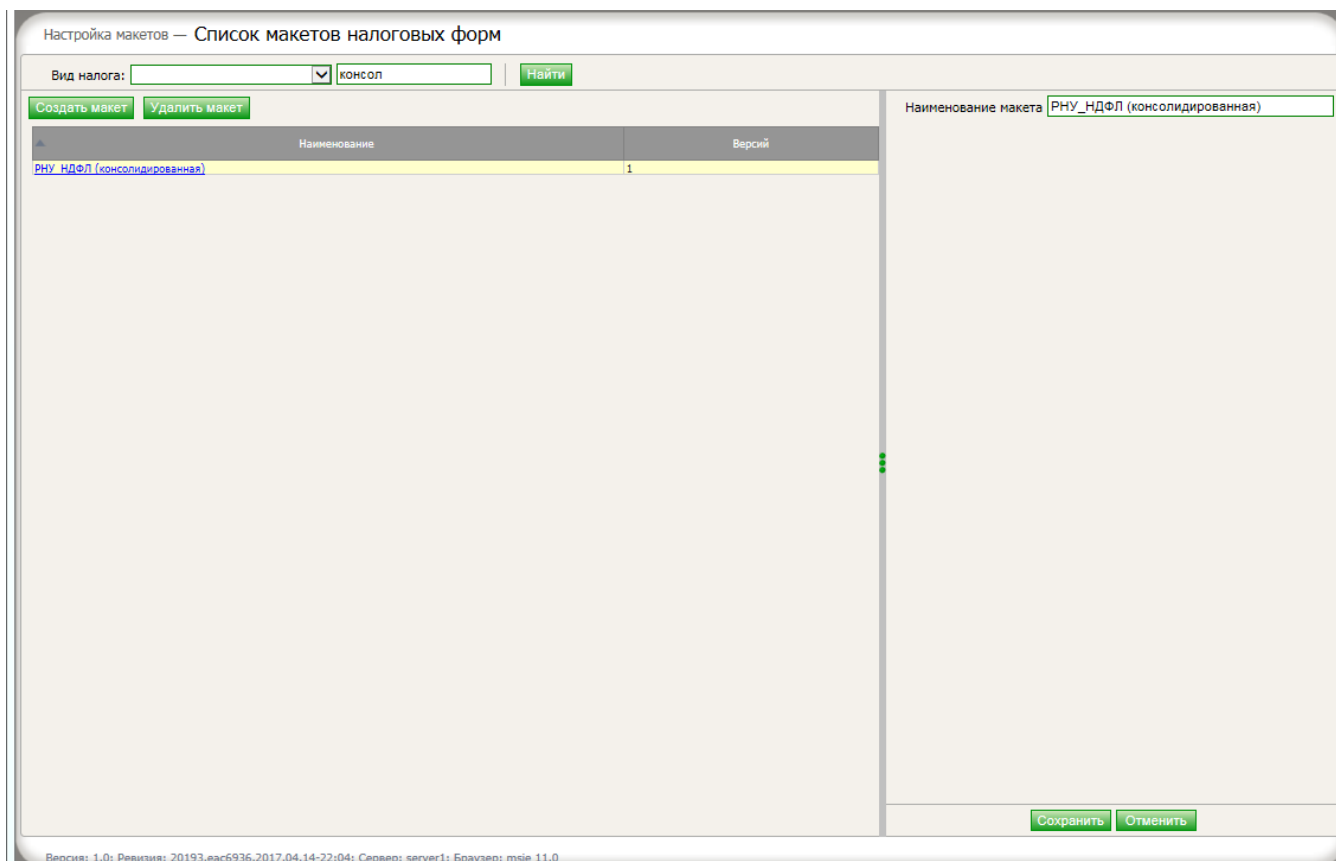 Настройка макетов — Список макетов налоговых форм
Вид налога: консол Найти
Создать макет Удалить макет
Наименование Версий
РНУ_НДФЛ (консолидированная) 1
Наименование макета РНУ_НДФЛ (консолидированная)
Сохранить Отменить
Версия: 1.0; Ревизия: 20193.eac6936.2017.04.14-22:04; Сервер: server1; Браузер: msie 11.0